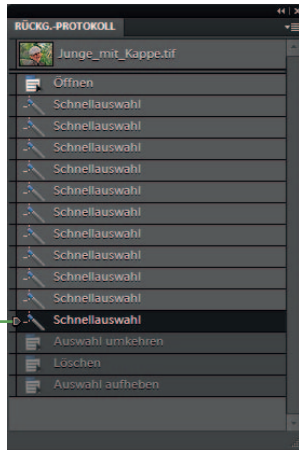 RÜCKG.-PROTOKOLL
Junge_mit_Kappe.tif
Öffnen
Schnellauswahl
Schnellauswahl
Schnellauswahl
Schnellauswahl
Schnellauswahl
Schnellauswahl
Schnellauswahl
Schnellauswahl
Schnellauswahl
Schnellauswahl
Schnellauswahl
Auswahl umkehren
Löschen
Auswahl aufheben